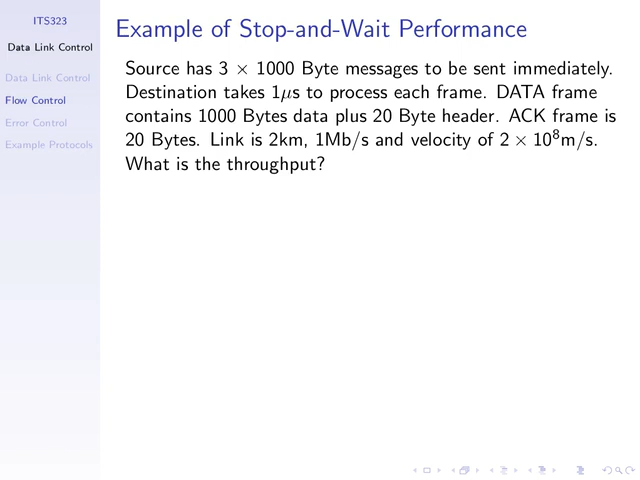 ITS323
Data Link Control
Data Link Control
Flow Control
Error Control
Example Protocols
Example of Stop-and-Wait Performance
Source has 3 × 1000 Byte messages to be sent immediately.
Destination takes 1μs to process each frame. DATA frame
contains 1000 Bytes data plus 20 Byte header. ACK frame is
20 Bytes. Link is 2km, 1Mb/s and velocity of 2 × 10⁸m/s.
What is the throughput?